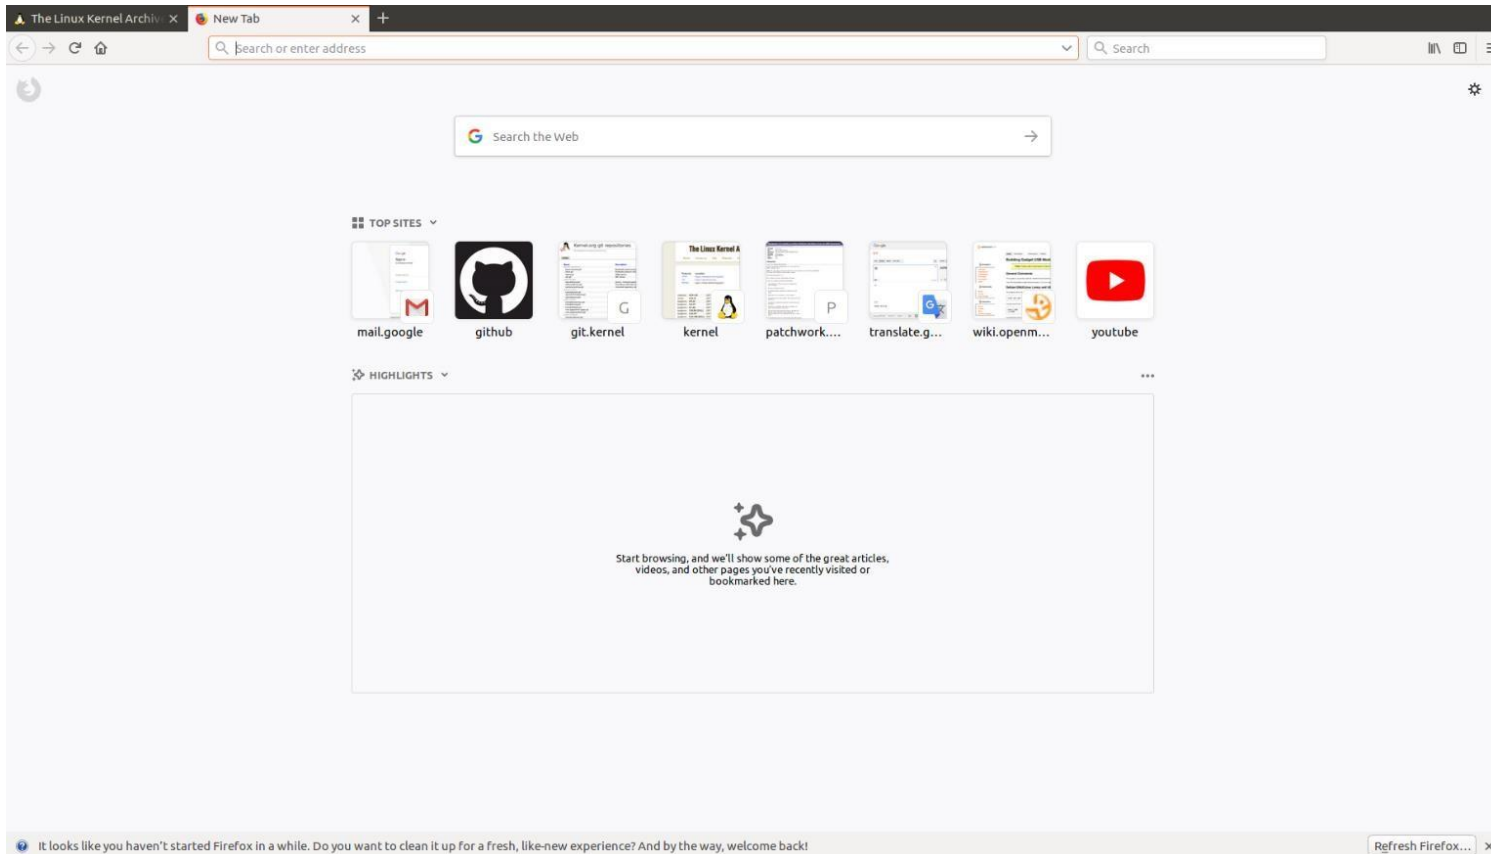 The Linux Kernel Archiv
New Tab
Search or enter address
Search
Search the Web
TOP SITES
The Linux Kernel A
G
P
mail.google
github
git.kernel
kernel
patchwork....
translate.g...
wiki.openm...
youtube
HIGHLIGHTS
Start browsing, and we'll show some of the great articles,
videos, and other pages you've recently visited or
bookmarked here.
It looks like you haven't started Firefox in a while. Do you want to clean it up for a fresh, like-new experience? And by the way, welcome back!
Refresh Firefox...